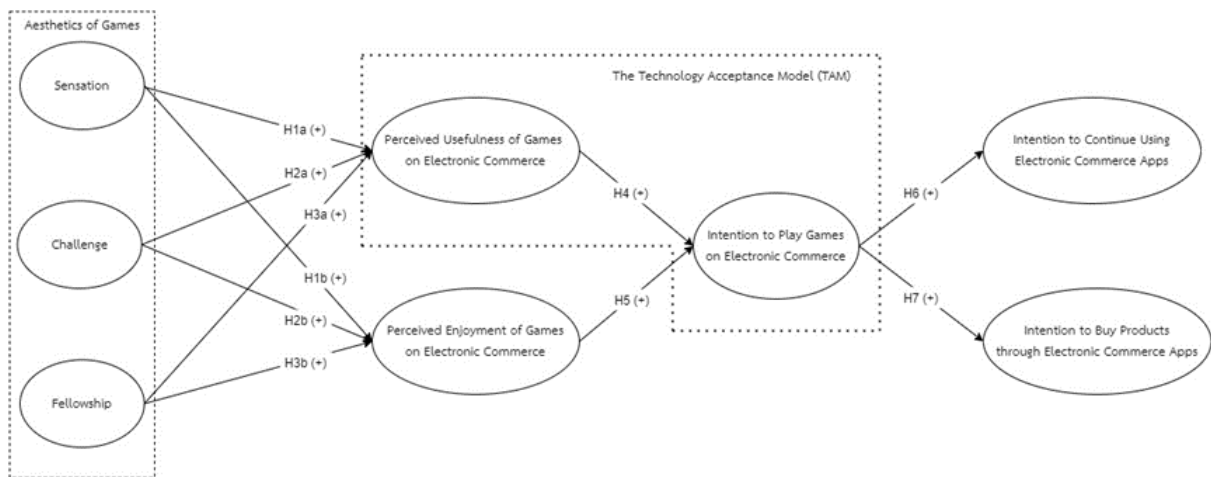 Aesthetics of Games
Sensation
Challenge
Fellowship
H1a (+)
H2a (+)
H3a (+)
H1b (+)
H2b (+)
H3b (+)
The Technology Acceptance Model (TAM)
Perceived Usefulness of Games
on Electronic Commerce
Perceived Enjoyment of Games
on Electronic Commerce
H4 (+)
H5 (+)
Intention to Play Games
on Electronic Commerce
H6 (+)
H7 (+)
Intention to Continue Using
Electronic Commerce Apps
Intention to Buy Products
through Electronic Commerce Apps